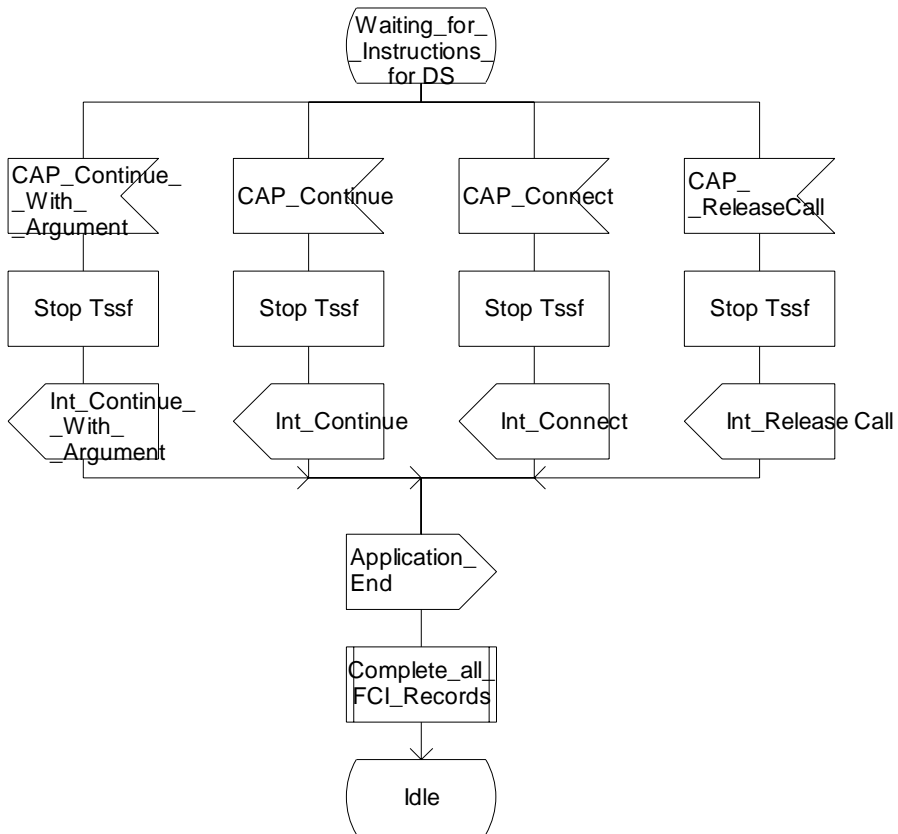 Waiting_for_
_Instructions_
for DS
CAP_Continue_
_With_
_Argument
CAP_Continue
CAP_Connect
CAP_
_ReleaseCall
Stop Tssf
Stop Tssf
Stop Tssf
Stop Tssf
Int_Continue_
_With_
_Argument
Int_Continue
Int_Connect
Int_Release Call
Application_
End
Complete_all_
FCI_Records
Idle